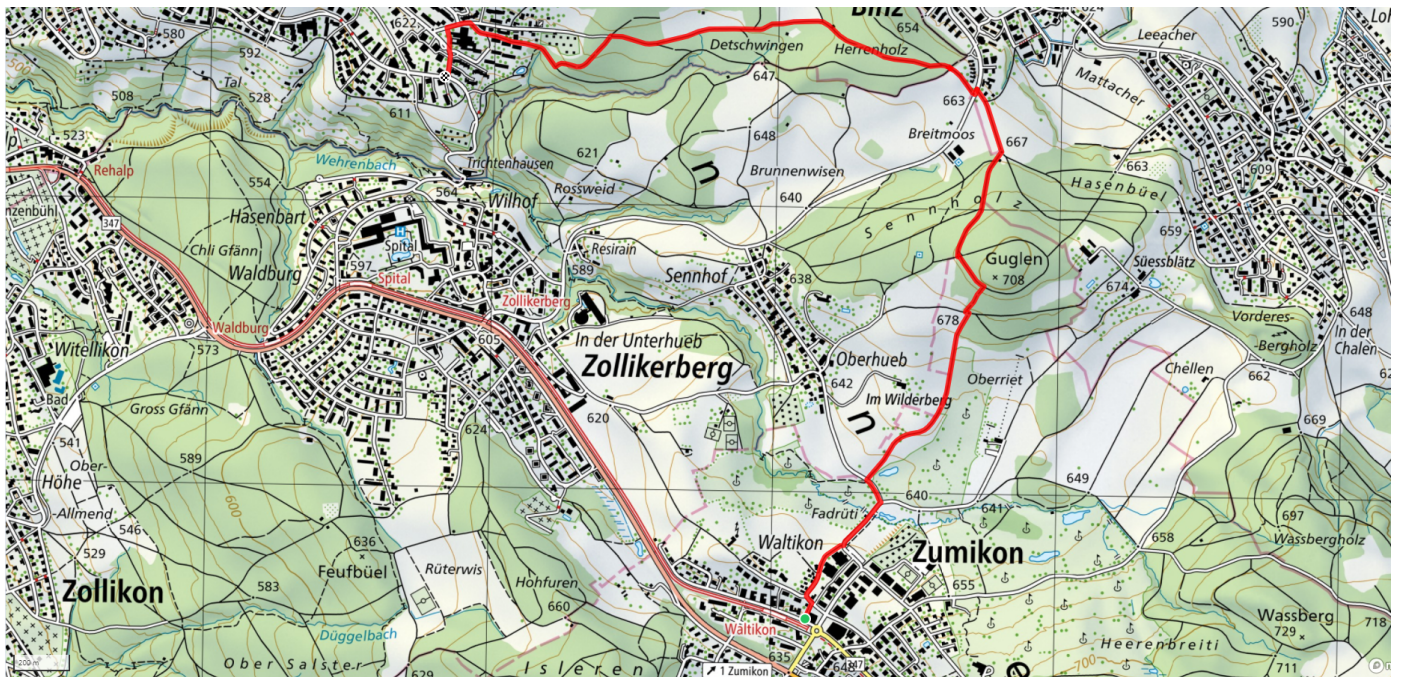 622
580
592
500
Tal
508
528
611
523
Rehalp
554
Wehrenbach
Trichtenhausen
564
Wilhof
Hasenbart
347
nzenbühl
Chli Gfänn
Spital
597
Waldburg
Spital
Waldburg
573
Witellikon
Bad
Gross Gfänn
541
Ober-
Höhe
-Allmend
589
600
546
529
636
Feufbüel
583
Zollikon
Rüterwis
Düggelbach
Ober Salster
629
Binz
654
Detschwingen
Herrenholz
647
663
648
Breitmoos
667
621
Rossweid
n
Brunnenwisen
640
Sennholz
Resirain
589
Sennhof
638
Zollikerberg
605
In der Unterhueb
Zollikerberg
Guglen
708
678
Oberhueb
642
Im Wilderberg
Oberriet
n
620
624
Fadrüti
640
641
649
Waltikon
Zumikon
655
Hohfuren
660
Waltikon
Isleren
635
1 Zumikon
200 m
624
590
Leeacher
Mattacher
663
609
Hasenbüel
659
Süessblätz
674
Vorderes-
-Bergholz
648
In der
Chalen
Chellen
662
669
697
Wassbergholz
658
Wassberg
729
718
Heerenbreiti
700
711